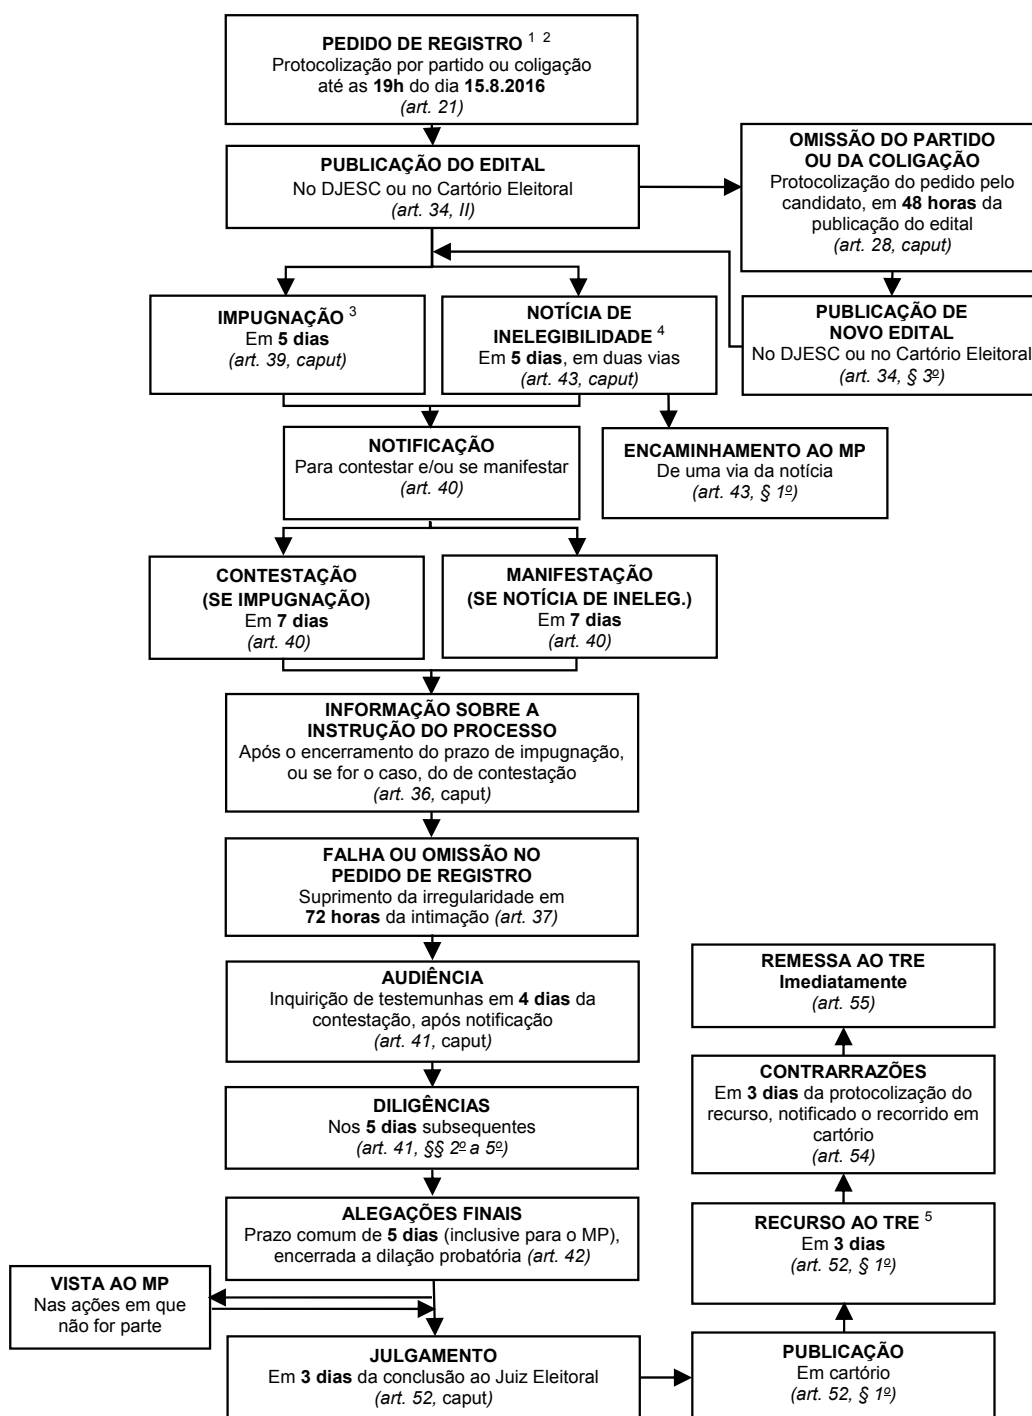 PEDIDO DE REGISTRO 1 2
Protocolização por partido ou coligação
até as 19h do dia 15.8.2016
(art. 21)
PUBLICAÇÃO DO EDITAL
No DJESC ou no Cartório Eleitoral
(art. 34, II)
OMISSÃO DO PARTIDO
OU DA COLIGAÇÃO
Protocolização do pedido pelo
candidato, em 48 horas da
publicação do edital
(art. 28, caput)
IMPUGNAÇÃO 3
Em 5 dias
(art. 39, caput)
NOTÍCIA DE
INELEGIBILIDADE 4
Em 5 dias, em duas vias
(art. 43, caput)
PUBLICAÇÃO DE
NOVO EDITAL
No DJESC ou no Cartório Eleitoral
(art. 34, § 3º)
NOTIFICAÇÃO
Para contestar e/ou se manifestar
(art. 40)
ENCAMINHAMENTO AO MP
De uma via da notícia
(art. 43, § 1º)
CONTESTAÇÃO
(SE IMPUGNAÇÃO)
Em 7 dias
(art. 40)
MANIFESTAÇÃO
(SE NOTÍCIA DE INELEG.)
Em 7 dias
(art. 40)
INFORMAÇÃO SOBRE A
INSTRUÇÃO DO PROCESSO
Após o encerramento do prazo de impugnação,
ou se for o caso, do de contestação
(art. 36, caput)
FALHA OU OMISSÃO NO
PEDIDO DE REGISTRO
Suprimento da irregularidade em
72 horas da intimação (art. 37)
AUDIÊNCIA
Inquirição de testemunhas em 4 dias da
contestação, após notificação
(art. 41, caput)
DILIGÊNCIAS
Nos 5 dias subsequentes
(art. 41, §§ 2º a 5º)
ALEGAÇÕES FINAIS
Prazo comum de 5 dias (inclusive para o MP),
encerrada a dilação probatória (art. 42)
VISTA AO MP
Nas ações em que
não for parte
JULGAMENTO
Em 3 dias da conclusão ao Juiz Eleitoral
(art. 52, caput)
PUBLICAÇÃO
Em cartório
(art. 52, § 1º)
RECURSO AO TRE 5
Em 3 dias
(art. 52, § 1º)
CONTRARRAZÕES
Em 3 dias da protocolização do
recurso, notificado o recorrido em
cartório
(art. 54)
REMESSA AO TRE
Imediatamente
(art. 55)